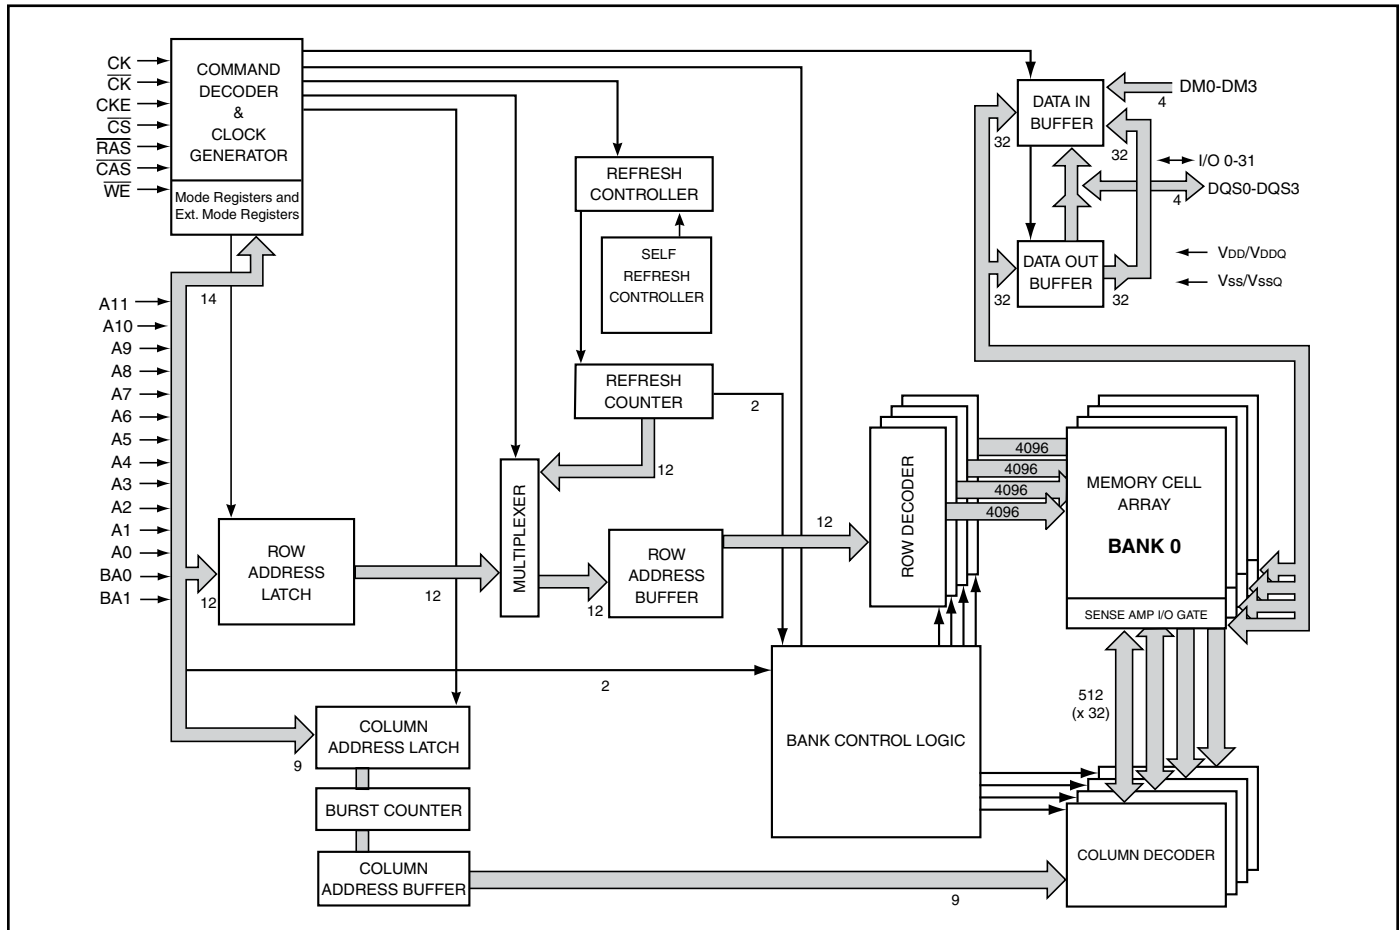 CK
C̅K̅
CKE
C̅S̅
R̅A̅S̅
C̅A̅S̅
W̅E̅
COMMAND
DECODER
&
CLOCK
GENERATOR
Mode Registers and
Ext. Mode Registers
14
A11
A10
A9
A8
A7
A6
A5
A4
A3
A2
A1
A0
BA0
BA1
12
ROW
ADDRESS
LATCH
12
MULTIPLEXER
12
REFRESH
CONTROLLER
SELF
REFRESH
CONTROLLER
REFRESH
COUNTER
2
12
ROW
ADDRESS
BUFFER
12
ROW DECODER
4096
4096
4096
4096
MEMORY CELL
ARRAY
BANK 0
SENSE AMP I/O GATE
DATA IN
BUFFER
DM0-DM3
4
32
32
I/O 0-31
DQS0-DQS3
4
DATA OUT
BUFFER
32
32
VDD/VDDQ
Vss/VssQ
2
BANK CONTROL LOGIC
512
(x 32)
9
COLUMN
ADDRESS LATCH
BURST COUNTER
COLUMN
ADDRESS BUFFER
9
COLUMN DECODER